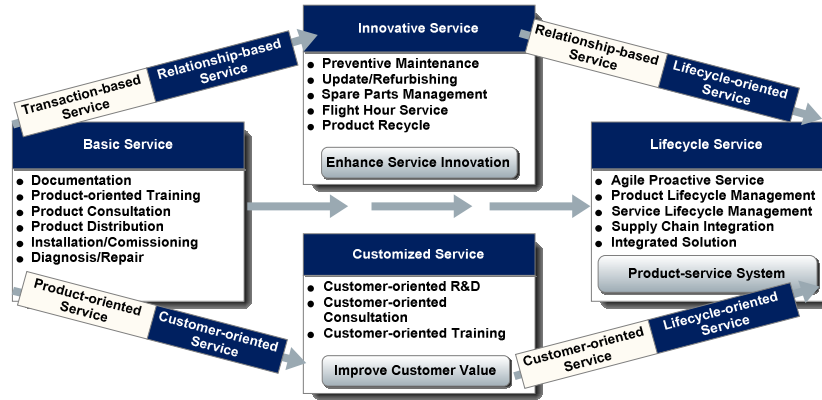 Innovative Service
Preventive Maintenance
Update/Refurbishing
Spare Parts Management
Flight Hour Service
Product Recycle
Enhance Service Innovation
Transaction-based
Service
Relationship-based
Service
Relationship-based
Service
Lifecycle-oriented
Service
Basic Service
Documentation
Product-oriented Training
Product Consultation
Product Distribution
Installation/Comissioning
Diagnosis/Repair
Lifecycle Service
Agile Proactive Service
Product Lifecycle Management
Service Lifecycle Management
Supply Chain Integration
Integrated Solution
Product-service System
Customized Service
Customer-oriented R&D
Customer-oriented
Consultation
Customer-oriented Training
Improve Customer Value
Product-oriented
Service
Customer-oriented
Service
Customer-oriented
Service
Lifecycle-oriented
Service